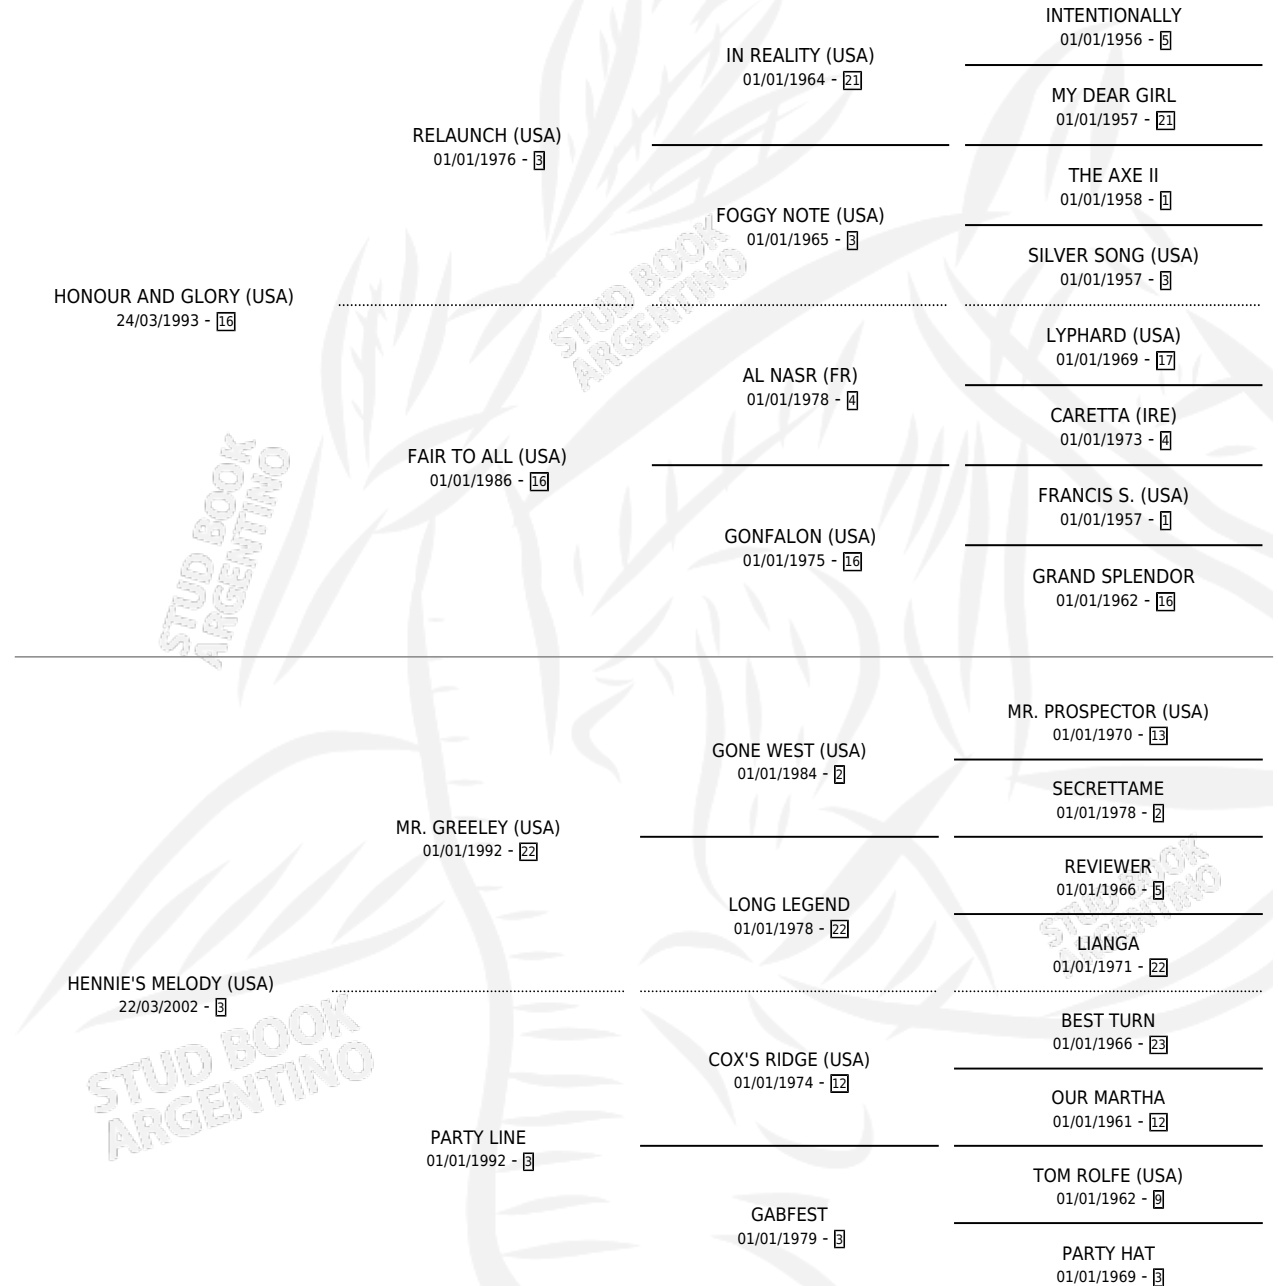 INTENTIONALLY
01/01/1956 - 5
IN REALITY (USA)
01/01/1964 - 21
MY DEAR GIRL
01/01/1957 - 21
RELAUNCH (USA)
01/01/1976 - 3
THE AXE II
01/01/1958 - 1
FOGGY NOTE (USA)
01/01/1965 - 3
SILVER SONG (USA)
01/01/1957 - 3
HONOUR AND GLORY (USA)
24/03/1993 - 16
LYPHARD (USA)
01/01/1969 - 17
AL NASR (FR)
01/01/1978 - 4
CARETTA (IRE)
01/01/1973 - 4
FAIR TO ALL (USA)
01/01/1986 - 16
FRANCIS S. (USA)
01/01/1957 - 1
GONFALON (USA)
01/01/1975 - 16
GRAND SPLENDOR
01/01/1962 - 16
MR. PROSPECTOR (USA)
01/01/1970 - 13
GONE WEST (USA)
01/01/1984 - 2
SECRETTAME
01/01/1978 - 2
MR. GREELEY (USA)
01/01/1992 - 22
REVIEWER
01/01/1966 - 5
LONG LEGEND
01/01/1978 - 22
LIANGA
01/01/1971 - 22
HENNIE'S MELODY (USA)
22/03/2002 - 3
BEST TURN
01/01/1966 - 23
COX'S RIDGE (USA)
01/01/1974 - 12
OUR MARTHA
01/01/1961 - 12
PARTY LINE
01/01/1992 - 3
TOM ROLFE (USA)
01/01/1962 - 9
GABFEST
01/01/1979 - 3
PARTY HAT
01/01/1969 - 3
STUD BOOK
ARGENTINO
STUD BOOK
ARGENTINO
STUD BOOK
ARGENTINO
STUD BOOK
ARGENTINO